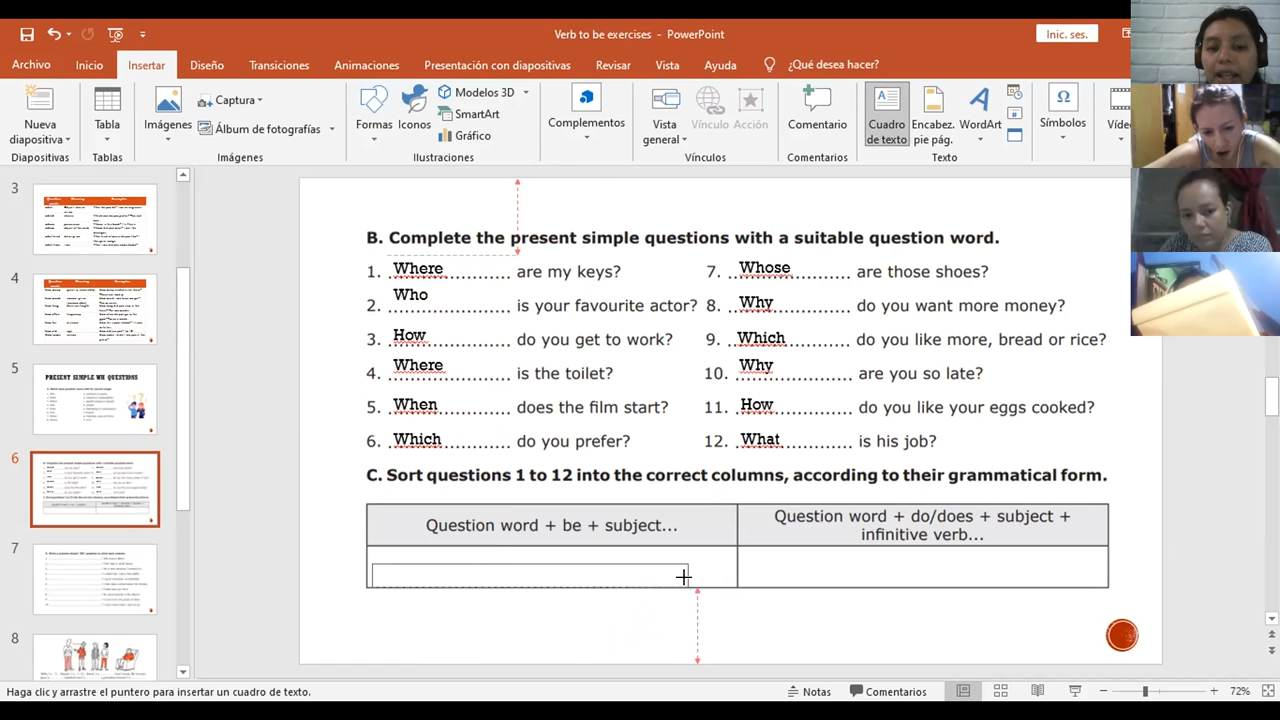 Verb to be exercises - PowerPoint
Inic. ses.
Archivo Inicio Insertar Diseño Transiciones Animaciones Presentación con diapositivas Revisar Vista Ayuda ¿Qué desea hacer?
Nueva diapositiva
Diapositivas
Tabla
Tablas
Imágenes
Captura
Álbum de fotografías
Imágenes
Formas
Iconos
Modelos 3D
SmartArt
Gráfico
Ilustraciones
Complementos
Vista general
Vínculo
Acción
Vínculos
Comentario
Comentarios
Cuadro de texto
Encabez. pie pág.
WordArt
Texto
Símbolos
Víde
3
4
5
PRESENT SIMPLE WH QUESTIONS
6
7
8
B. Complete the present simple questions with a suitable question word.
1. Where are my keys?
2. Who is your favourite actor?
3. How do you get to work?
4. Where is the toilet?
5. When does the film start?
6. Which do you prefer?
7. Whose are those shoes?
8. Why do you want more money?
9. Which do you like more, bread or rice?
10. Why are you so late?
11. How do you like your eggs cooked?
12. What is his job?
C. Sort questions 1 to 12 into the correct columns, according to their grammatical form.
Question word + be + subject...
Question word + do/does + subject +
infinitive verb...
Haga clic y arrastre el puntero para insertar un cuadro de texto.
Notas Comentarios 72%